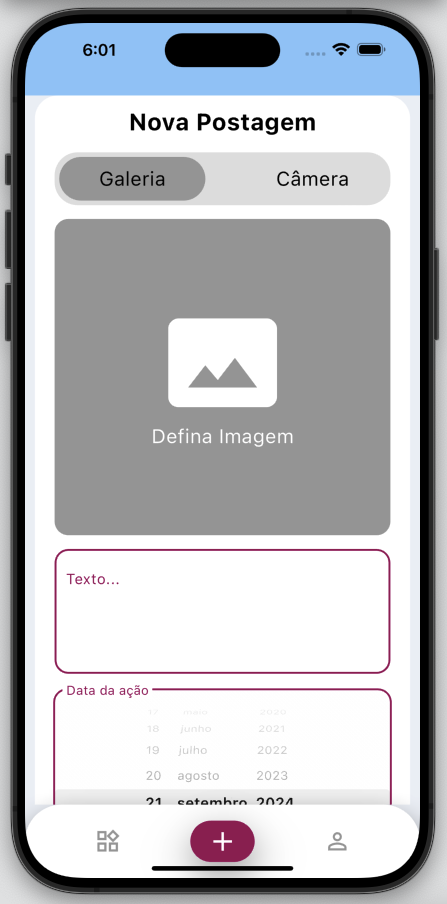 6:01
Nova Postagem
Galeria Câmera
Defina Imagem
Texto...
Data da ação
17 maio 2020
18 junho 2021
19 julho 2022
20 agosto 2023
21 setembro 2024